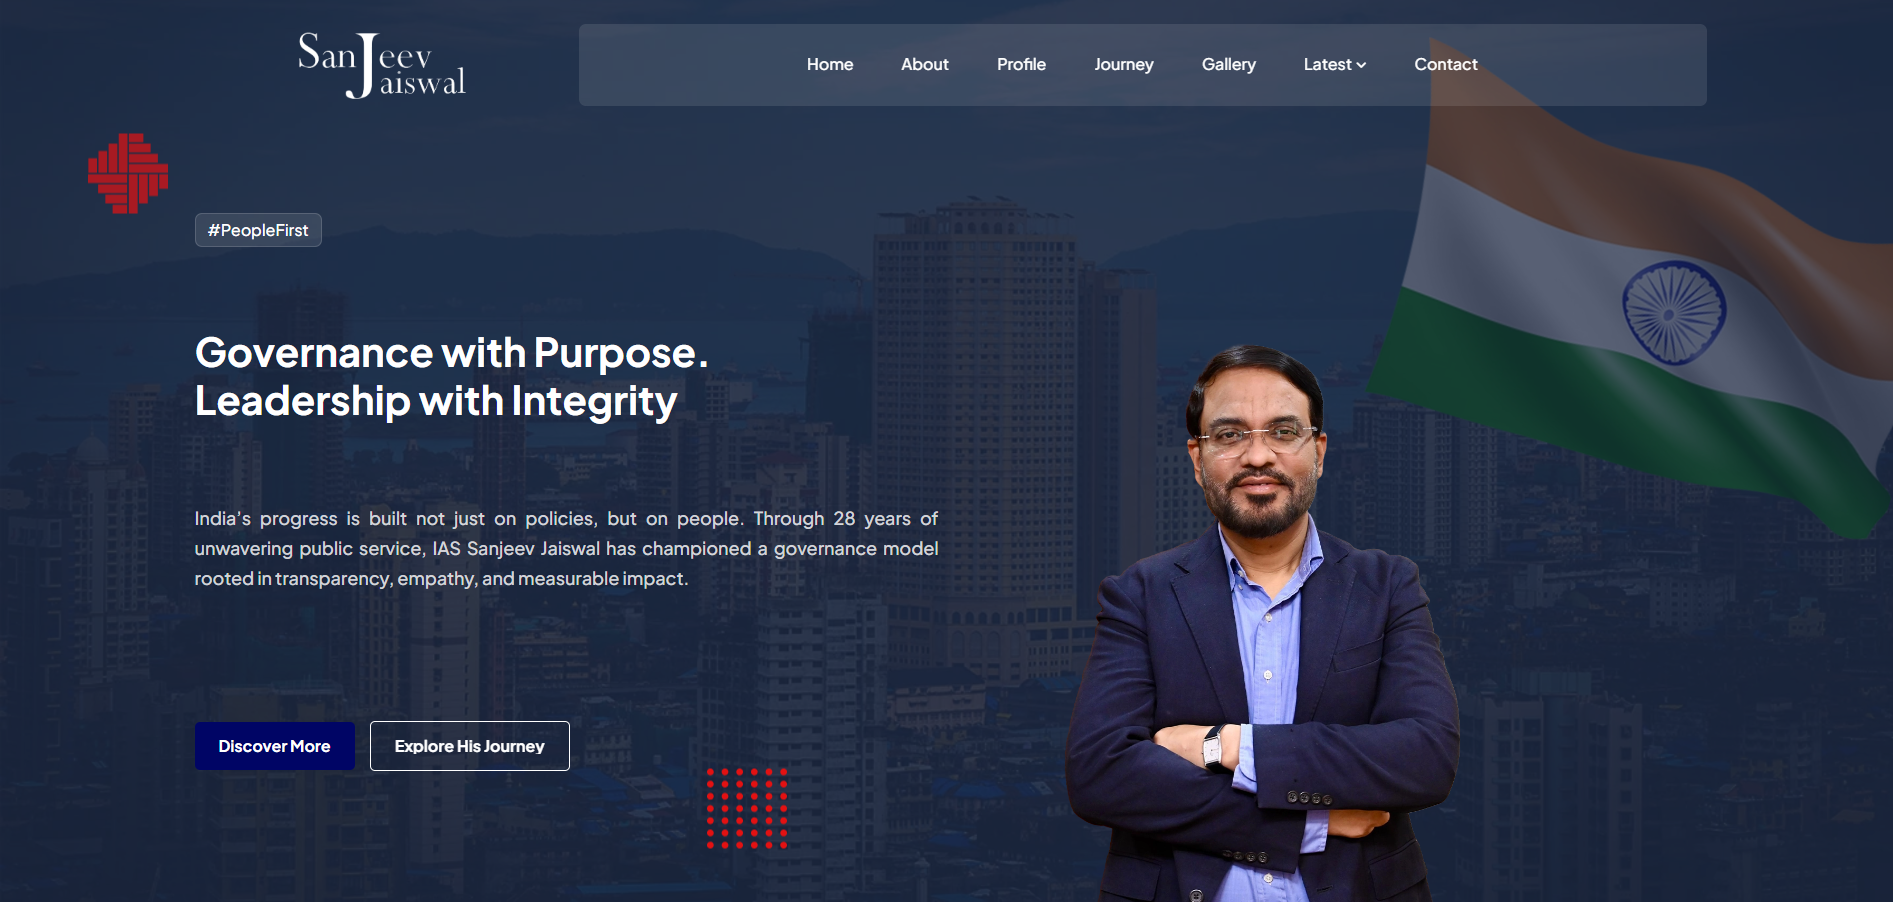 SanJeev
Jaiswal
Home About Profile Journey Gallery Latest Contact
#PeopleFirst
Governance with Purpose.
Leadership with Integrity
India's progress is built not just on policies, but on people. Through 28 years of
unwavering public service, IAS Sanjeev Jaiswal has championed a governance model
rooted in transparency, empathy, and measurable impact.
Discover More Explore His Journey